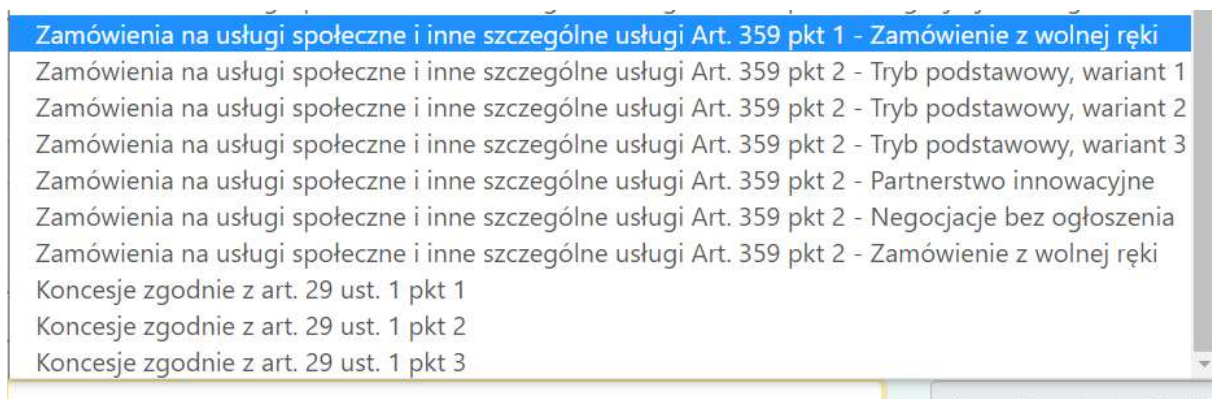 Zamówienia na usługi społeczne i inne szczególne usługi Art. 359 pkt 1 - Zamówienie z wolnej ręki
Zamówienia na usługi społeczne i inne szczególne usługi Art. 359 pkt 2 - Tryb podstawowy, wariant 1
Zamówienia na usługi społeczne i inne szczególne usługi Art. 359 pkt 2 - Tryb podstawowy, wariant 2
Zamówienia na usługi społeczne i inne szczególne usługi Art. 359 pkt 2 - Tryb podstawowy, wariant 3
Zamówienia na usługi społeczne i inne szczególne usługi Art. 359 pkt 2 - Partnerstwo innowacyjne
Zamówienia na usługi społeczne i inne szczególne usługi Art. 359 pkt 2 - Negocjacje bez ogłoszenia
Zamówienia na usługi społeczne i inne szczególne usługi Art. 359 pkt 2 - Zamówienie z wolnej ręki
Koncesje zgodnie z art. 29 ust. 1 pkt 1
Koncesje zgodnie z art. 29 ust. 1 pkt 2
Koncesje zgodnie z art. 29 ust. 1 pkt 3